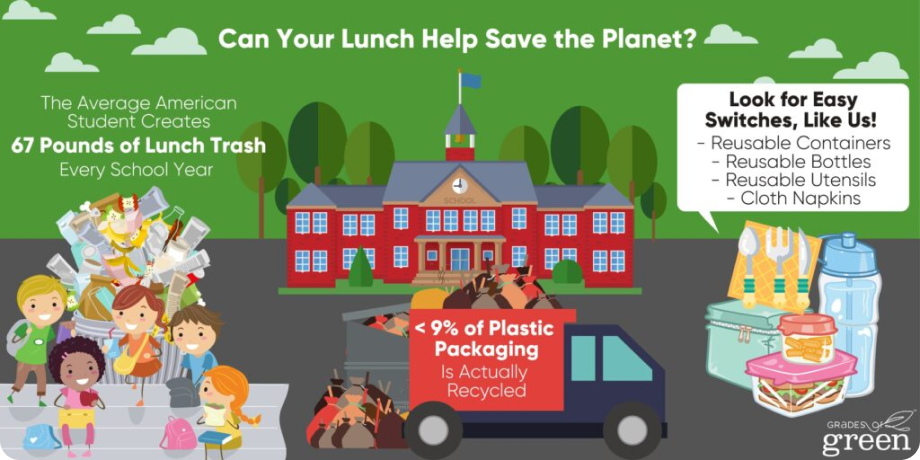 Can Your Lunch Help Save the Planet?
The Average American
Student Creates
67 Pounds of Lunch Trash
Every School Year
SCHOOL
Look for Easy
Switches, Like Us!
- Reusable Containers
- Reusable Bottles
- Reusable Utensils
- Cloth Napkins
< 9% of Plastic
Packaging
Is Actually
Recycled
GRADES of
green